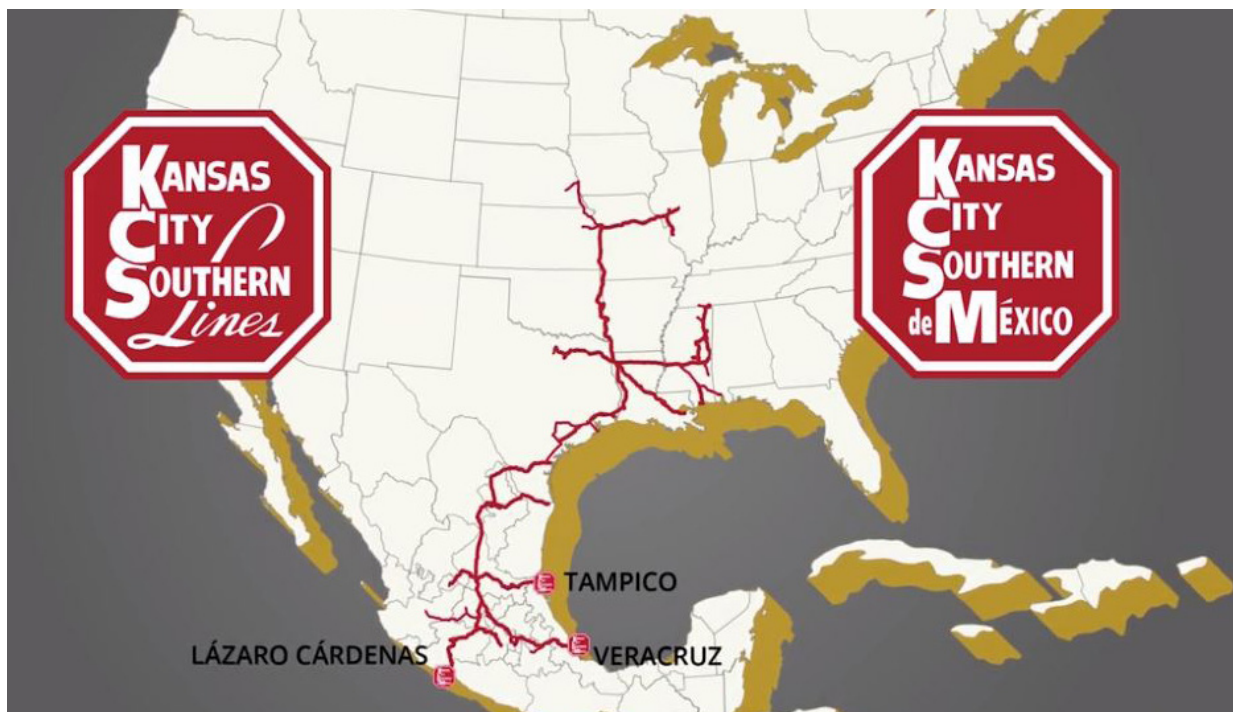 KANSAS
CITY
SOUTHERN
Lines
KANSAS
CITY
SOUTHERN
de MÉXICO
TAMPICO
LÁZARO CÁRDENAS
VERACRUZ